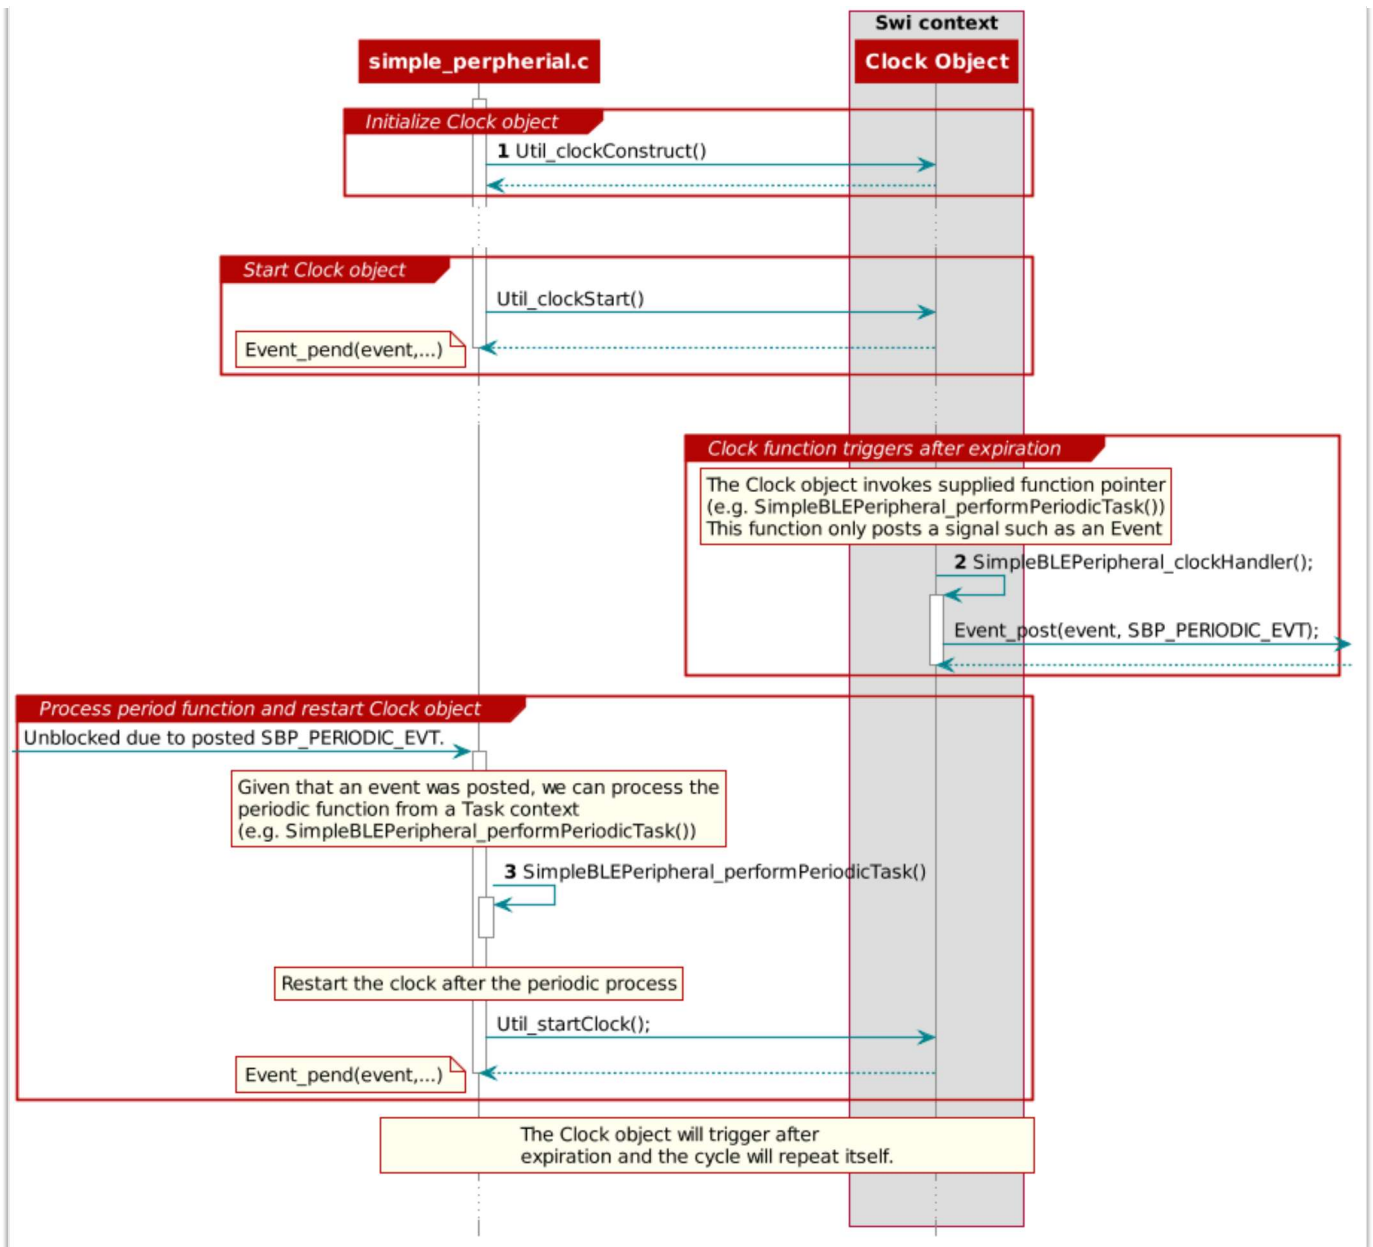 Swi context
simple_perpherial.c
Clock Object
Initialize Clock object
1 Util_clockConstruct()
Start Clock object
Util_clockStart()
Event_pend(event,...)
Clock function triggers after expiration
The Clock object invokes supplied function pointer
(e.g. SimpleBLEPeripheral_performPeriodicTask())
This function only posts a signal such as an Event
2 SimpleBLEPeripheral_clockHandler();
Event_post(event, SBP_PERIODIC_EVT);
Process period function and restart Clock object
Unblocked due to posted SBP_PERIODIC_EVT.
Given that an event was posted, we can process the
periodic function from a Task context
(e.g. SimpleBLEPeripheral_performPeriodicTask())
3 SimpleBLEPeripheral_performPeriodicTask()
Restart the clock after the periodic process
Util_startClock();
Event_pend(event,...)
The Clock object will trigger after
expiration and the cycle will repeat itself.